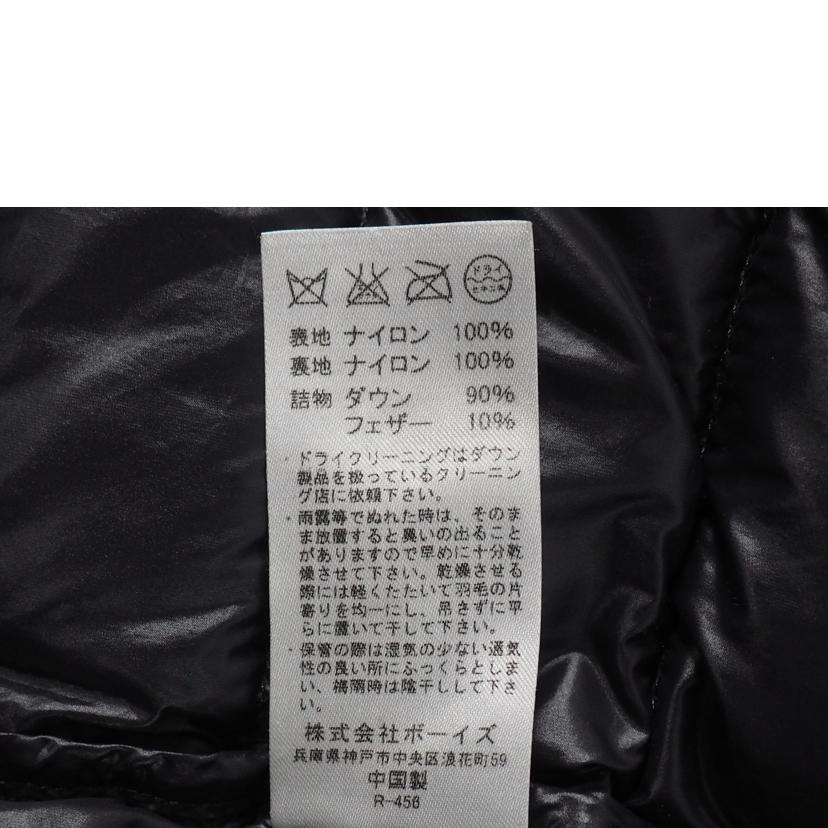 ドライ
セキユ系
表地 ナイロン 100%
裏地 ナイロン 100%
詰物 ダウン 90%
フェザー 10%
・ドライクリーニングはダウン
製品を扱っているクリーニン
グ店に依頼下さい。
・雨露等でぬれた時は、そのま
ま放置すると臭いの出ること
がありますので早めに十分乾
燥させて下さい。乾燥させる
際には軽くたたいて羽毛の片
寄りを均一にし、吊さずに平
らに置いて干して下さい。
・保管の際は湿気の少ない通気
性の良い所にふっくらとしま
い、梅雨時は陰干しして下さ
い。
株式会社ボーイズ
兵庫県神戸市中央区浪花町59
中国製
R-456